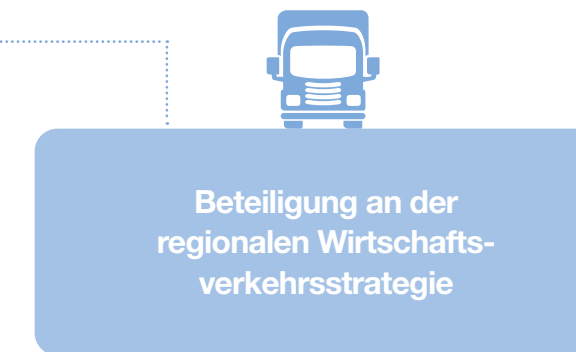 Beteiligung an der
regionalen Wirtschafts-
verkehrsstrategie